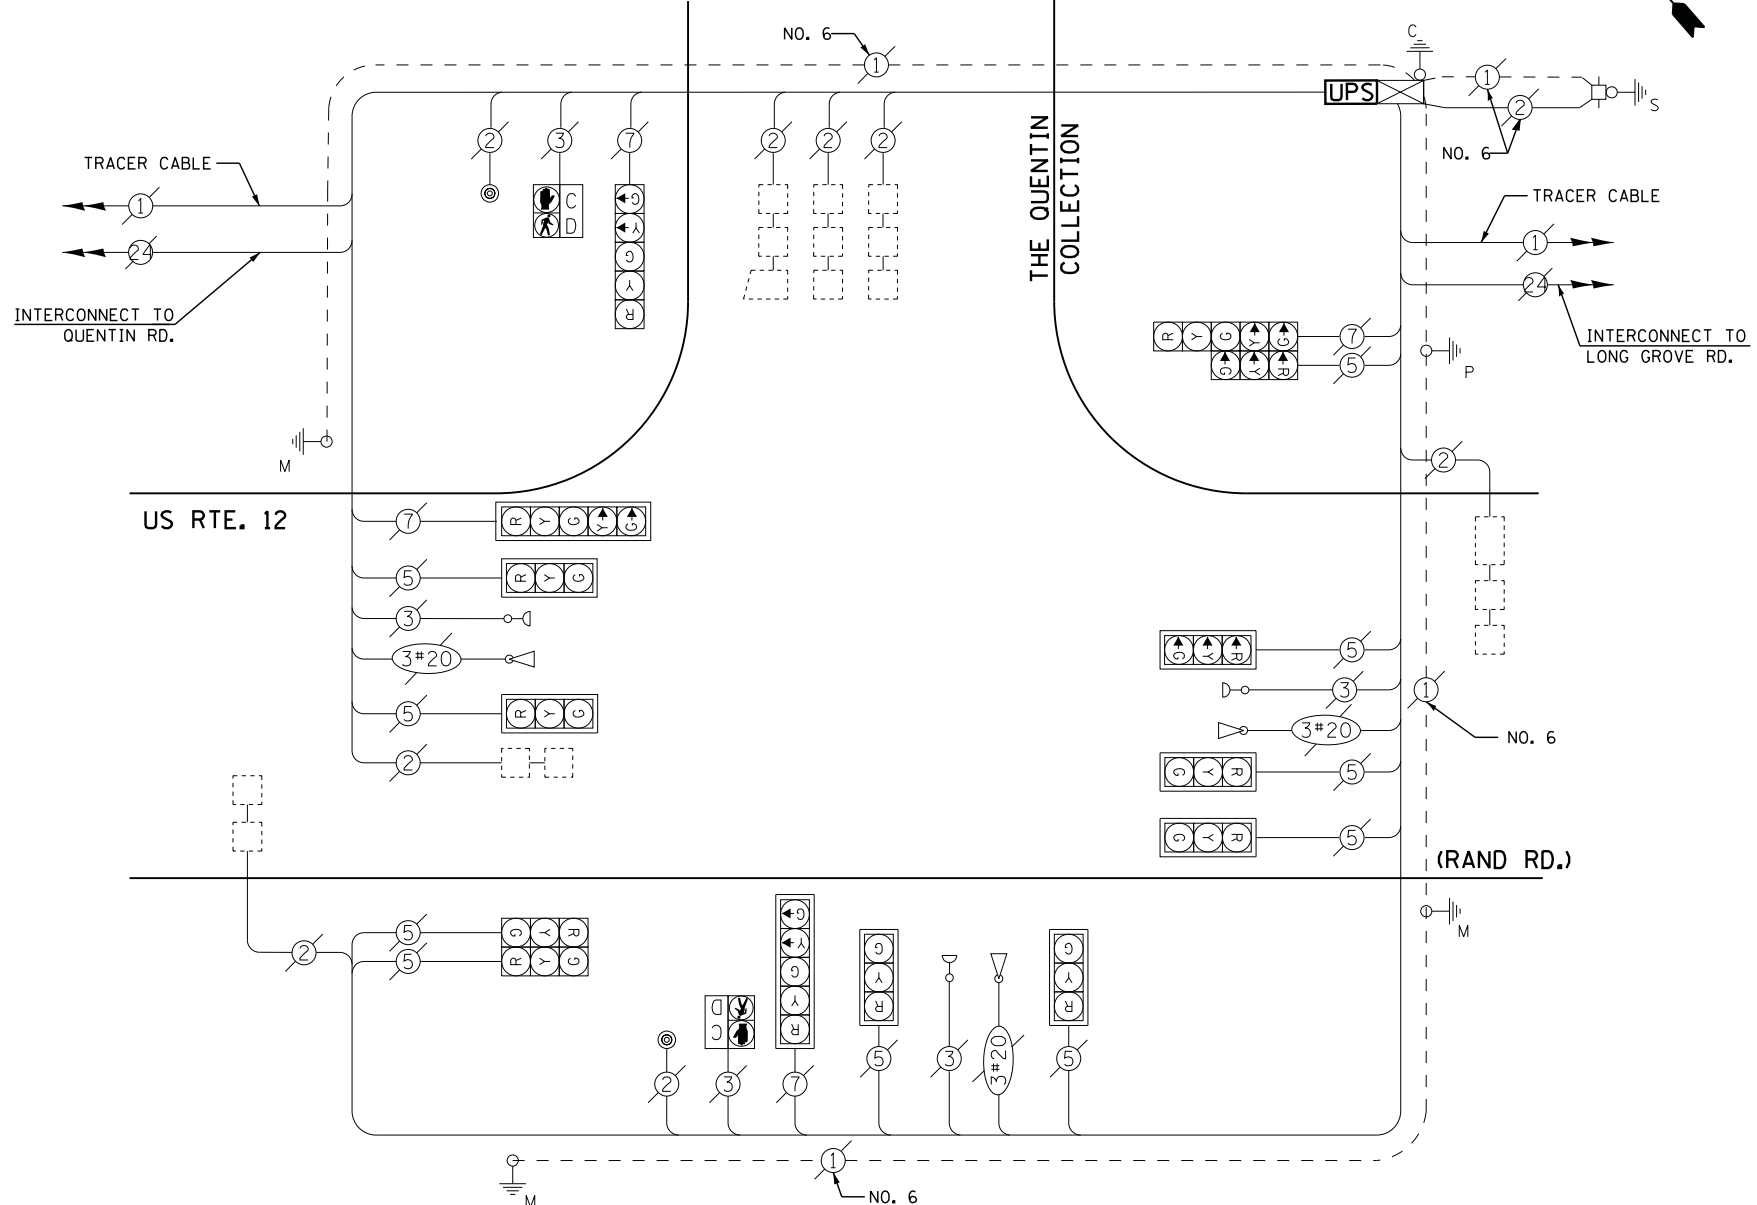 NO. 6
1
C
UPS
1
2
S
NO. 6
TRACER CABLE
1
24
INTERCONNECT TO
QUENTIN RD.
2
3
7
C
D
G
Y
G
Y
R
2
2
2
THE QUENTIN
COLLECTION
TRACER CABLE
1
24
INTERCONNECT TO
LONG GROVE RD.
R Y G Y G
7
G Y R
5
P
M
2
US RTE. 12
7
R Y G Y G
5
R Y G
3
3#20
5
R Y G
2
G Y R
5
3
3#20
G Y R
5
G Y R
5
1
NO. 6
(RAND RD.)
M
2
5
G Y R
5
R Y G
2
D
C
3
G
Y
G
Y
R
7
G
Y
R
5
3
3#20
G
Y
R
5
M
1
NO. 6